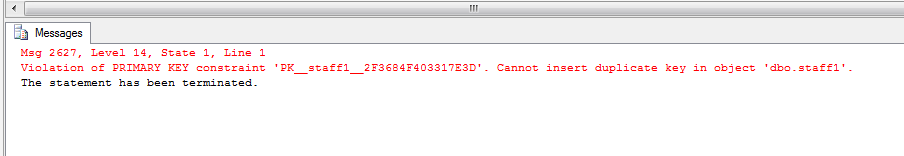 Messages
Msg 2627, Level 14, State 1, Line 1
Violation of PRIMARY KEY constraint 'PK__staff1__2F3684F403317E3D'. Cannot insert duplicate key in object 'dbo.staff1'.
The statement has been terminated.